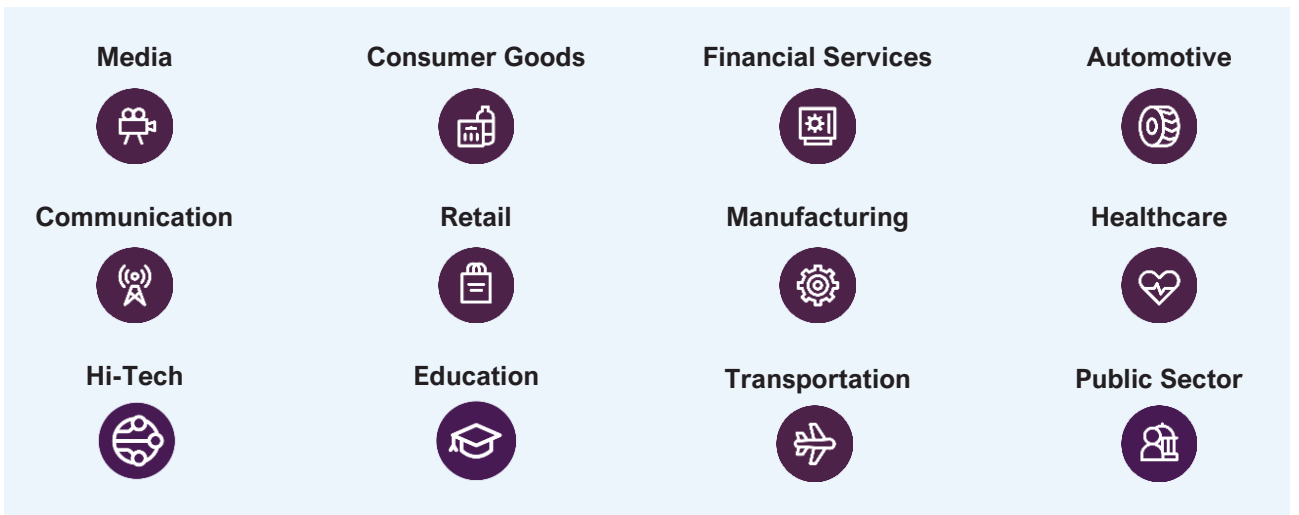 Media
Consumer Goods
Financial Services
Automotive
Communication
Retail
Manufacturing
Healthcare
Hi-Tech
Education
Transportation
Public Sector